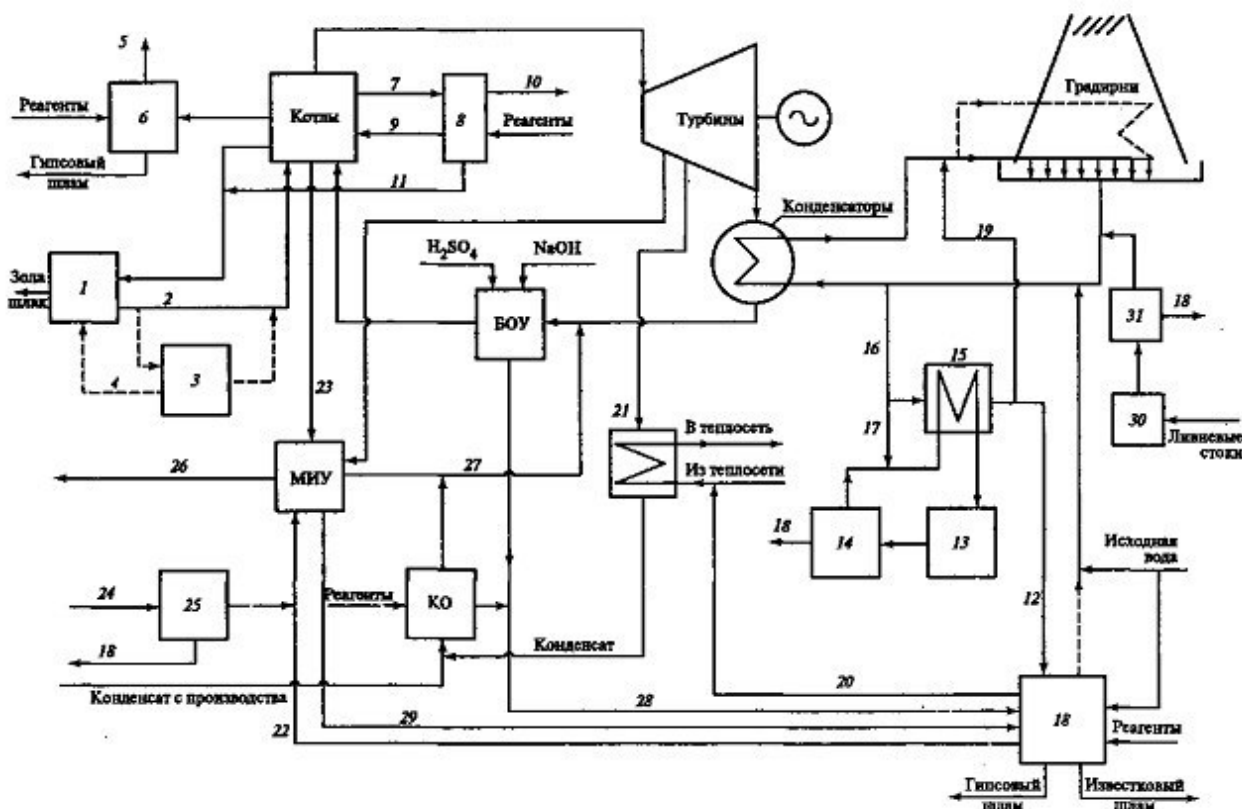 5
Реагенты
6
Гипсовый
шлам
Котлы
7
8
10
9
Реагенты
11
Турбины
Градирни
Конденсаторы
19
Зола
шлак
1
2
3
4
H₂SO₄
NaOH
БОУ
16
15
31
18
17
30
Ливневые
стоки
23
21
В теплосеть
Из теплосети
26
МИУ
27
18
14
13
Исходная
вода
24
25
18
Реагенты
КО
12
Конденсат
Конденсат с производства
20
28
29
22
18
Реагенты
Гипсовый
шлам
Известковый
шлам